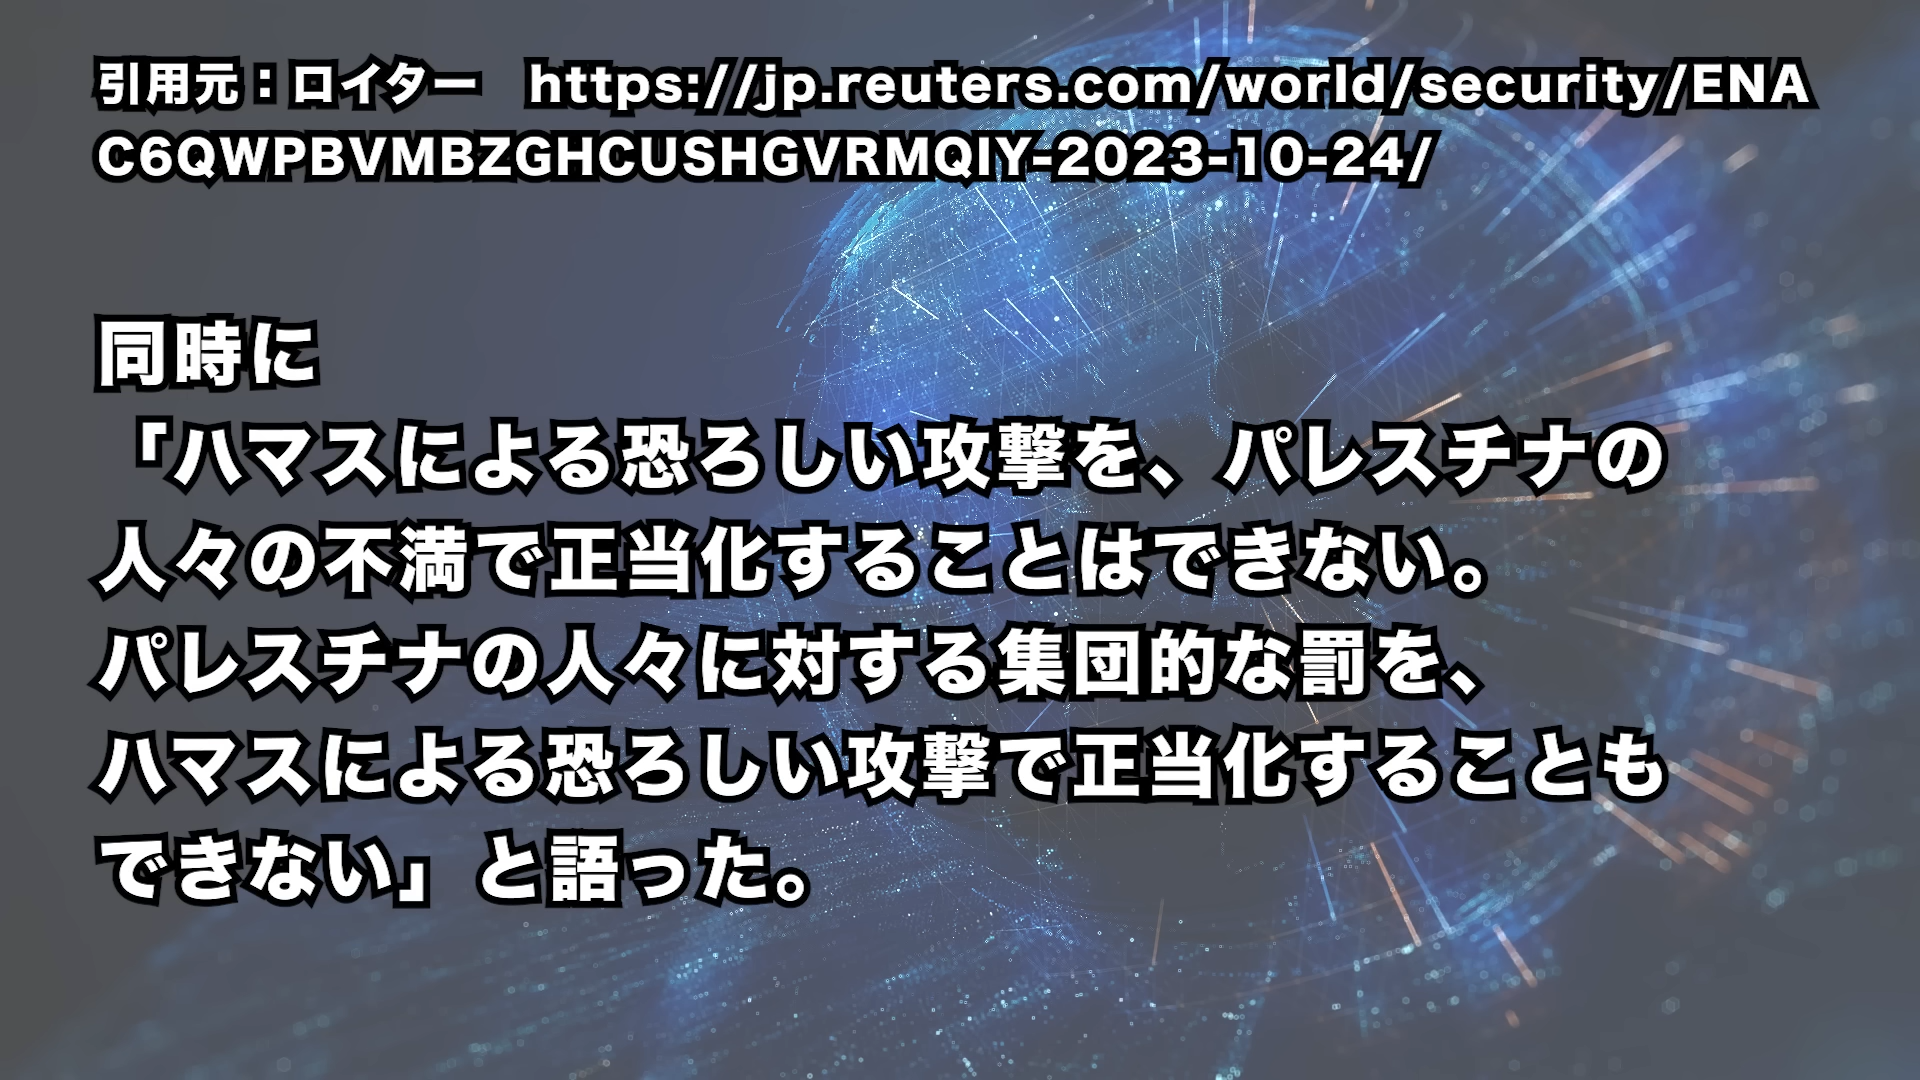 引用元：ロイター　https://jp.reuters.com/world/security/ENA
C6QWPBVMBZGHCUSHGVRMQIY-2023-10-24/
同時に
「ハマスによる恐ろしい攻撃を、パレスチナの
人々の不満で正当化することはできない。
パレスチナの人々に対する集団的な罰を、
ハマスによる恐ろしい攻撃で正当化することも
できない」と語った。